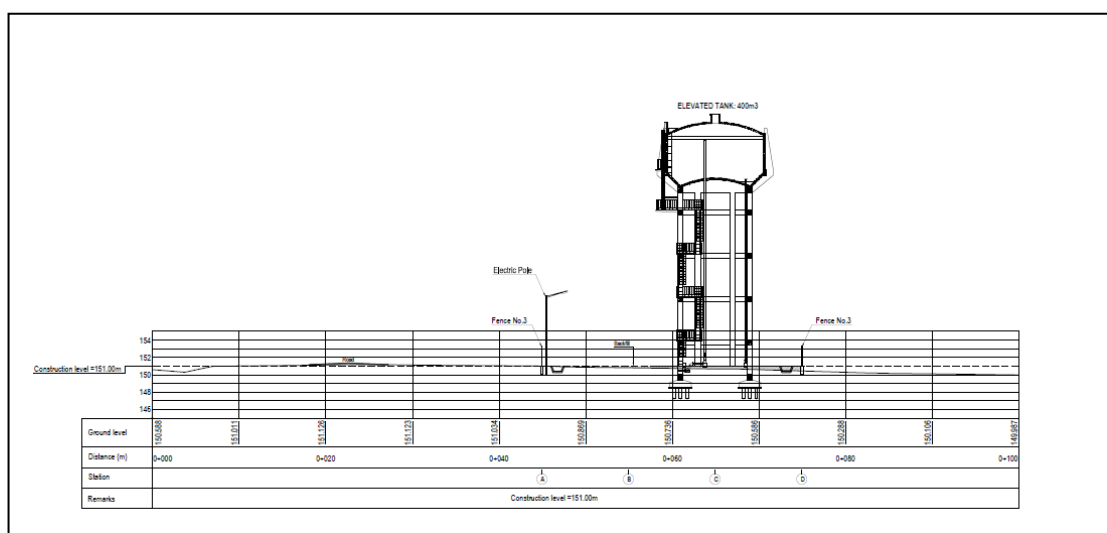 ELEVATED TANK: 400m3
Electric Pole
Fence No.3
Fence No.3
154
Backfill
152
Road
Construction level =151.00m
150
148
146
Ground level
150,588
151,011
151,126
151,123
151,034
150,869
150,736
150,586
150,288
150,106
149,987
Distance (m)
0+000
0+020
0+040
0+060
0+080
0+100
Station
A
B
C
D
Remarks
Construction level =151.00m